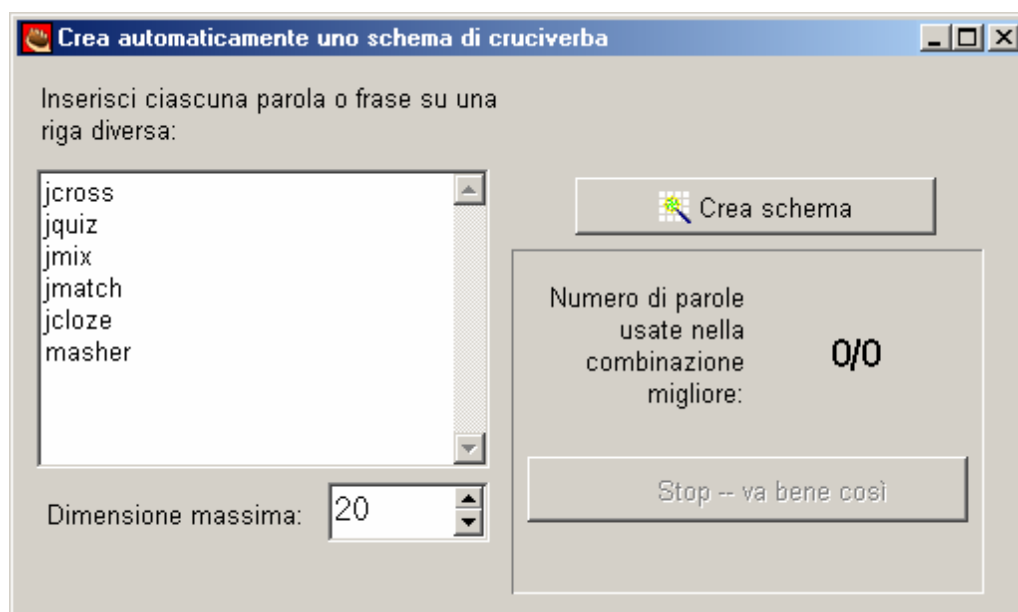 Crea automaticamente uno schema di cruciverba
Inserisci ciascuna parola o frase su una
riga diversa:
jcross
jquiz
jmix
jmatch
jcloze
masher
Dimensione massima:
20
Crea schema
Numero di parole
usate nella
combinazione
migliore:
0/0
Stop -- va bene così